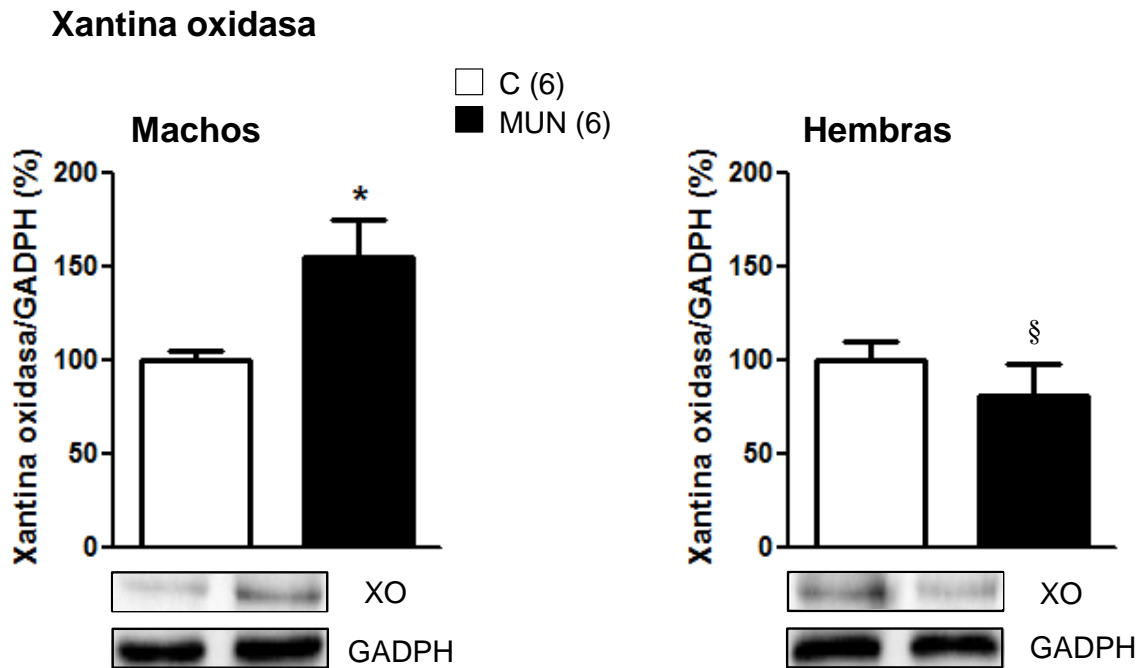 Xantina oxidasa
C (6)
MUN (6)
Machos
Xantina oxidasa/GADPH (%)
200
150
100
50
0
*
XO
GADPH
Hembras
Xantina oxidasa/GADPH (%)
200
150
100
50
0
§
XO
GADPH